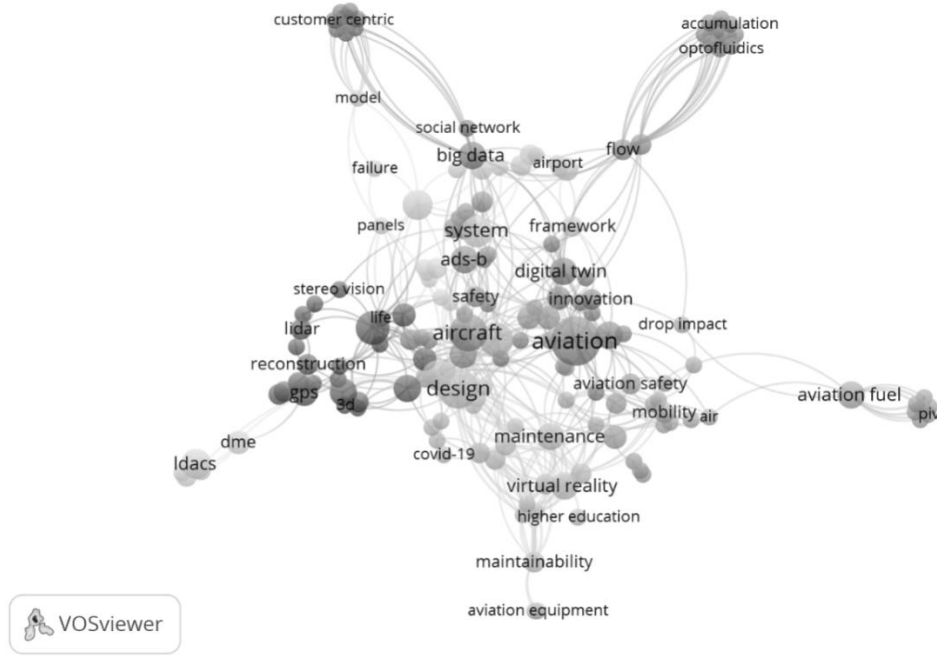 customer centric
accumulation
optofluidics
model
social network
big data
flow
airport
failure
panels
system
framework
ads-b
digital twin
stereo vision
safety
innovation
life
lidar
aircraft
aviation
drop impact
reconstruction
design
aviation safety
gps
3d
aviation fuel
mobility
air
piv
maintenance
dme
covid-19
ldacs
virtual reality
higher education
maintainability
aviation equipment
VOSviewer